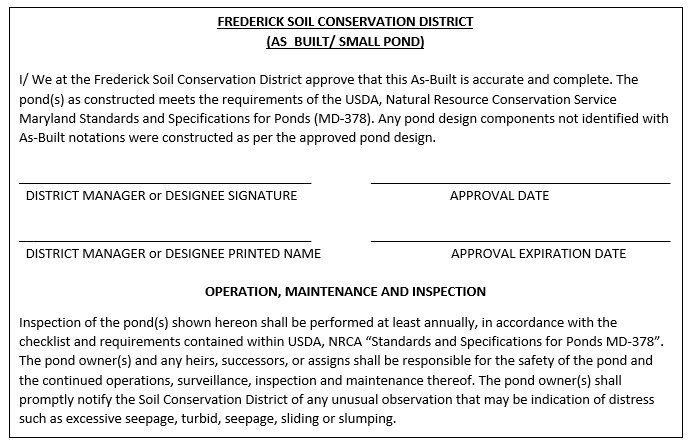 FREDERICK SOIL CONSERVATION DISTRICT
(AS BUILT/ SMALL POND)
I/ We at the Frederick Soil Conservation District approve that this As-Built is accurate and complete. The
pond(s) as constructed meets the requirements of the USDA, Natural Resource Conservation Service
Maryland Standards and Specifications for Ponds (MD-378). Any pond design components not identified with
As-Built notations were constructed as per the approved pond design.
DISTRICT MANAGER or DESIGNEE SIGNATURE APPROVAL DATE
DISTRICT MANAGER or DESIGNEE PRINTED NAME APPROVAL EXPIRATION DATE
OPERATION, MAINTENANCE AND INSPECTION
Inspection of the pond(s) shown hereon shall be performed at least annually, in accordance with the
checklist and requirements contained within USDA, NRCA “Standards and Specifications for Ponds MD-378”.
The pond owner(s) and any heirs, successors, or assigns shall be responsible for the safety of the pond and
the continued operations, surveillance, inspection and maintenance thereof. The pond owner(s) shall
promptly notify the Soil Conservation District of any unusual observation that may be indication of distress
such as excessive seepage, turbid, seepage, sliding or slumping.